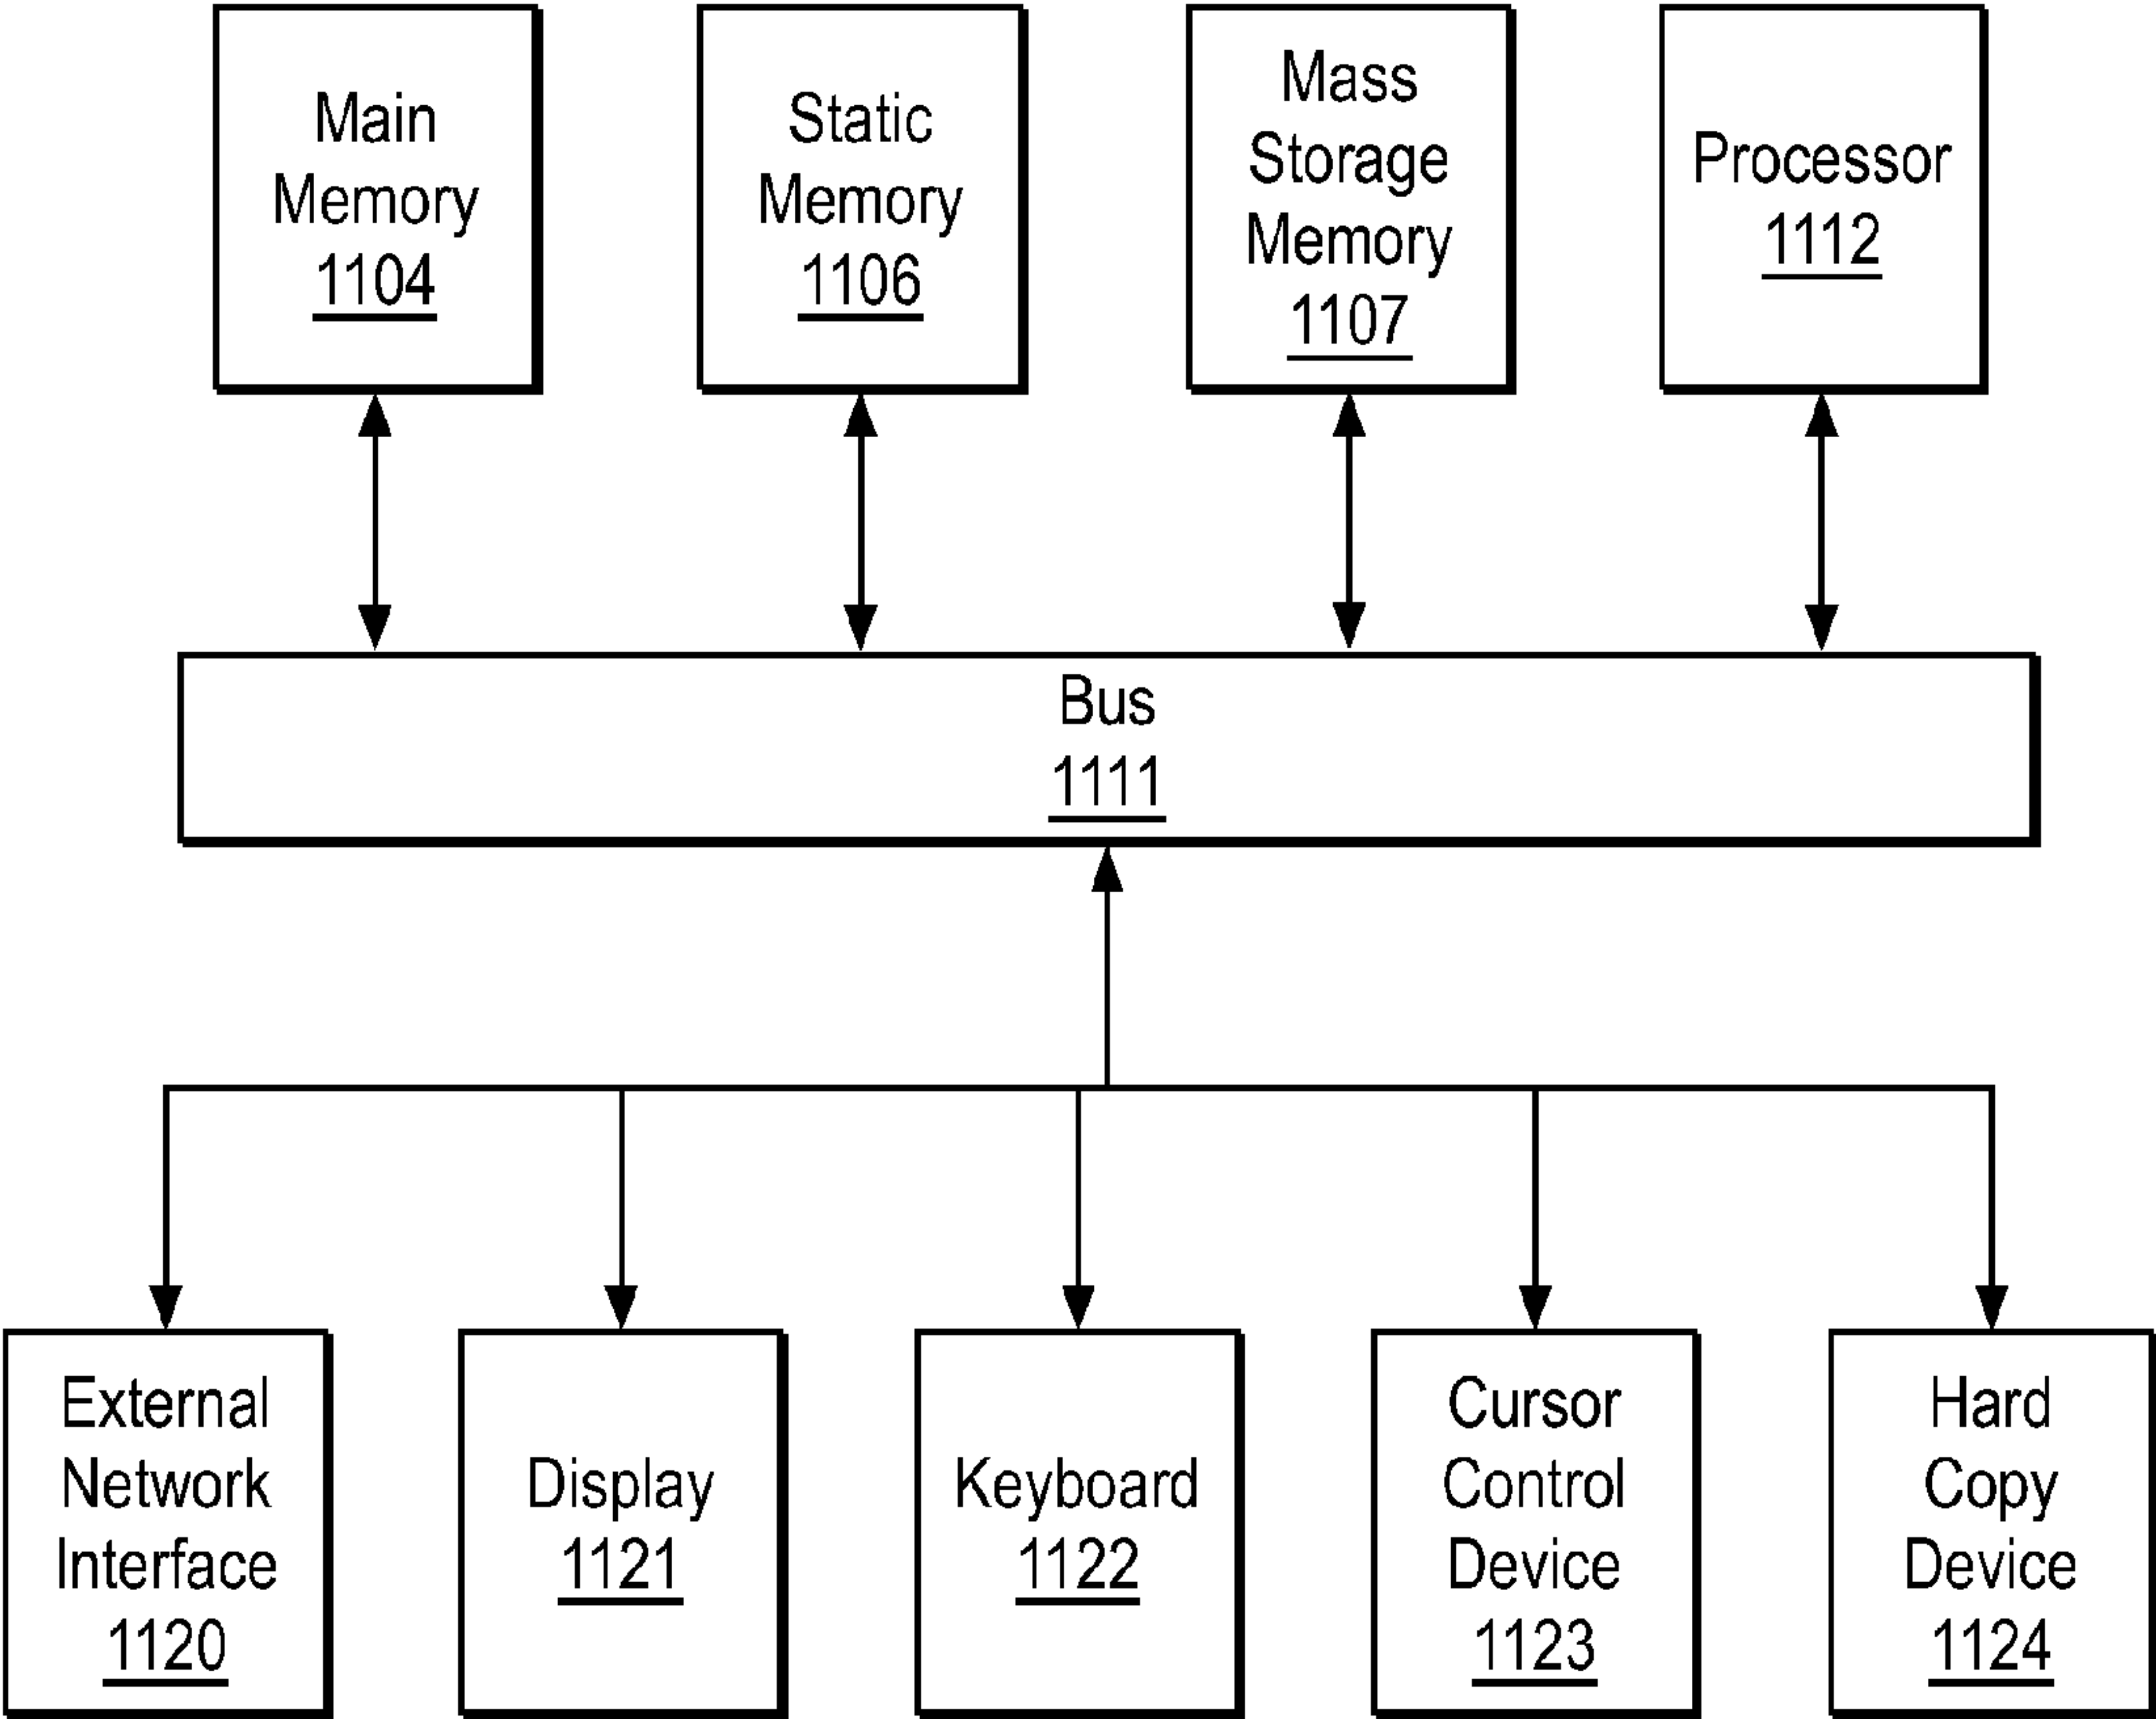 Main
Memory
1104
Static
Memory
1106
Mass
Storage
Memory
1107
Processor
1112
Bus
1111
External
Network
Interface
1120
Display
1121
Keyboard
1122
Cursor
Control
Device
1123
Hard
Copy
Device
1124